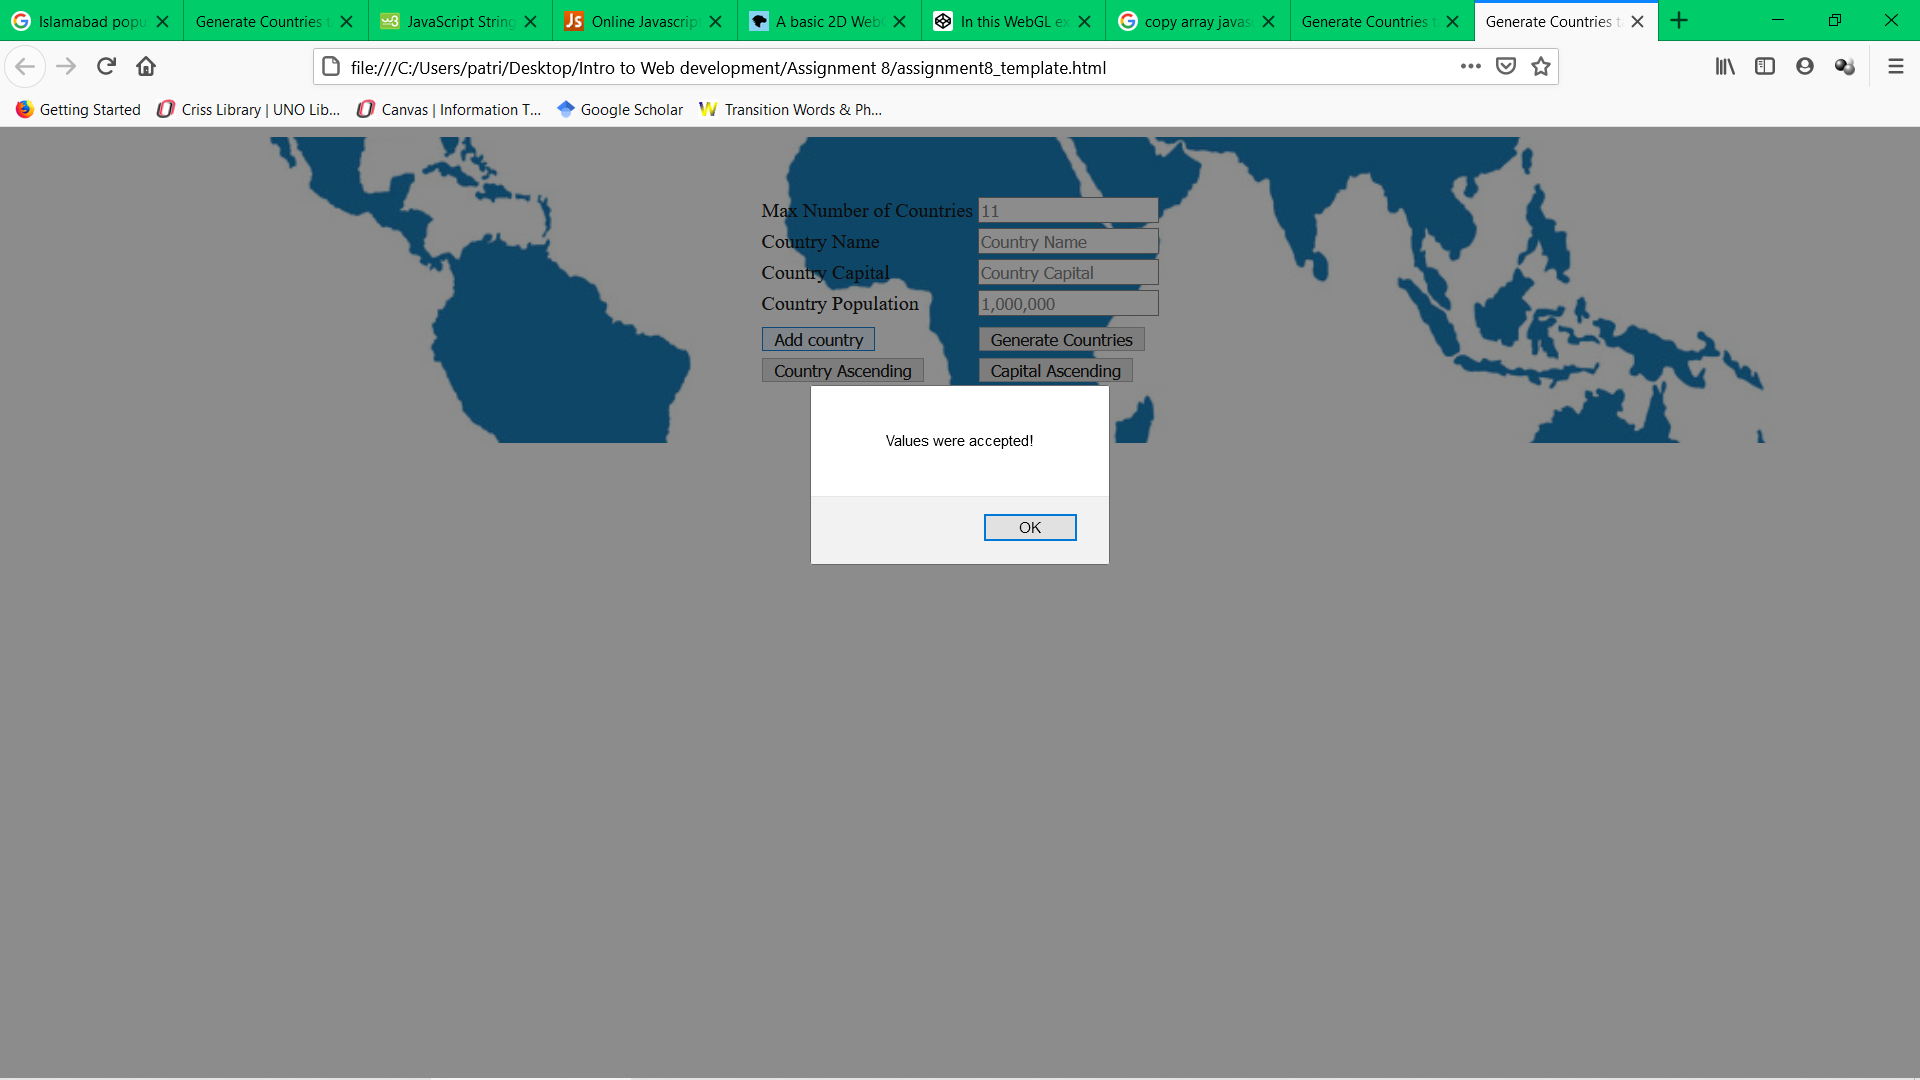 Islamabad popu
Generate Countries t
JavaScript String
Online Javascrip
A basic 2D WebG
In this WebGL ex
copy array javas
Generate Countries t
Generate Countries t
file:///C:/Users/patri/Desktop/Intro to Web development/Assignment 8/assignment8_template.html
Getting Started
Criss Library | UNO Lib...
Canvas | Information T...
Google Scholar
Transition Words & Ph...
Max Number of Countries 11
Country Name Country Name
Country Capital Country Capital
Country Population 1,000,000
Add country Generate Countries
Country Ascending Capital Ascending
Values were accepted!
OK